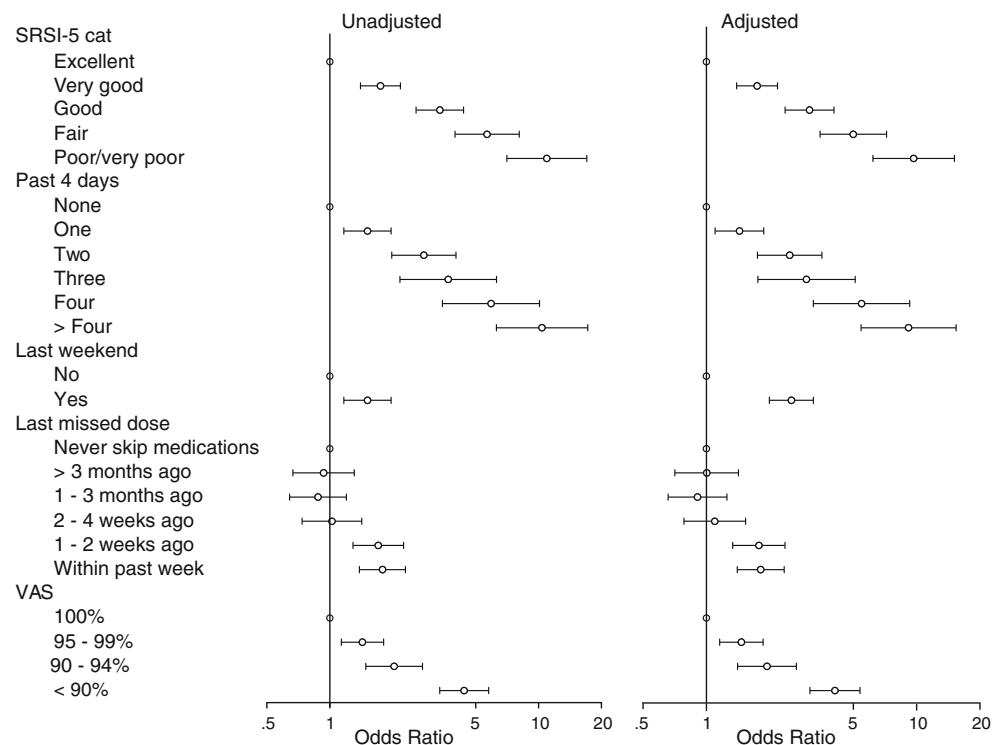 Unadjusted Adjusted
SRSI-5 cat
Excellent
Very good
Good
Fair
Poor/very poor
Past 4 days
None
One
Two
Three
Four
> Four
Last weekend
No
Yes
Last missed dose
Never skip medications
> 3 months ago
1 - 3 months ago
2 - 4 weeks ago
1 - 2 weeks ago
Within past week
VAS
100%
95 - 99%
90 - 94%
< 90%
.5 1 5 10 20 .5 1 5 10 20
Odds Ratio Odds Ratio